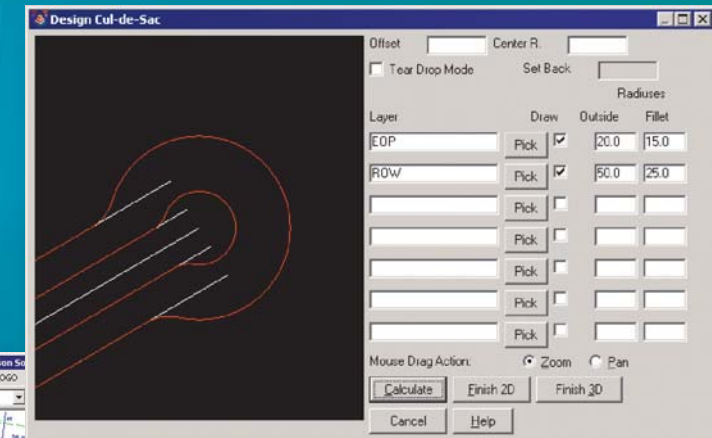 Design Cul-de-Sac
Offset Center R.
Tear Drop Mode Set Back
Radiuses
Layer Draw Outside Fillet
EOP Pick 20.0 15.0
ROW Pick 50.0 25.0
Pick
Pick
Pick
Pick
Pick
Mouse Drag Action: Zoom Pan
Calculate Finish 2D Finish 3D
Cancel Help